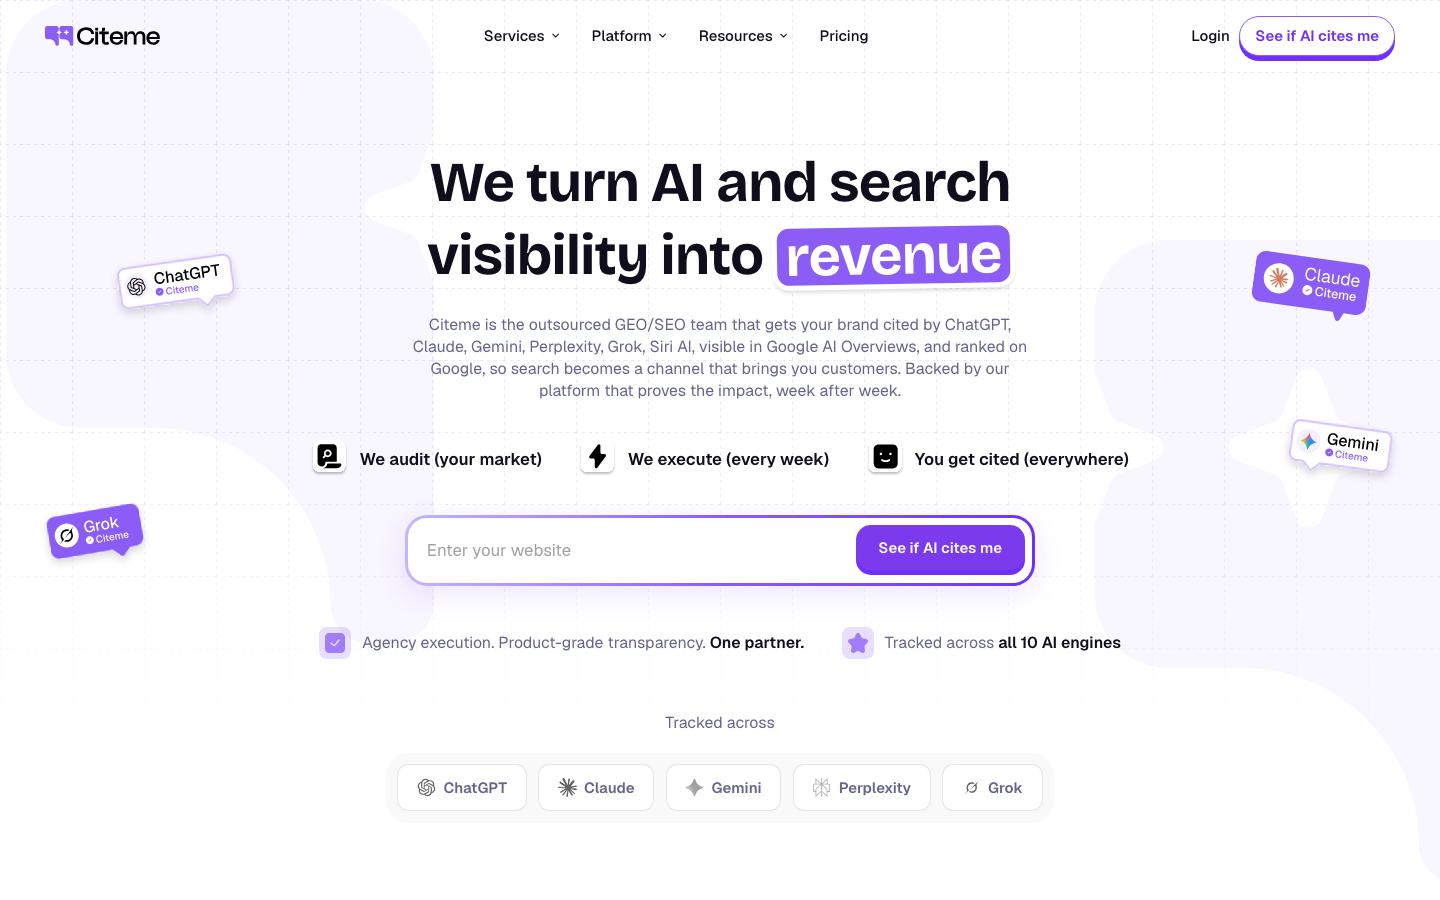 Citeme
Services
Platform
Resources
Pricing
Login
See if AI cites me
We turn AI and search
visibility into revenue
ChatGPT
Citeme
Claude
Citeme
Citeme is the outsourced GEO/SEO team that gets your brand cited by ChatGPT,
Claude, Gemini, Perplexity, Grok, Siri AI, visible in Google AI Overviews, and ranked on
Google, so search becomes a channel that brings you customers. Backed by our
platform that proves the impact, week after week.
Gemini
Citeme
We audit (your market)
We execute (every week)
You get cited (everywhere)
Grok
Citeme
Enter your website
See if AI cites me
Agency execution. Product-grade transparency. One partner.
Tracked across all 10 AI engines
Tracked across
ChatGPT
Claude
Gemini
Perplexity
Grok